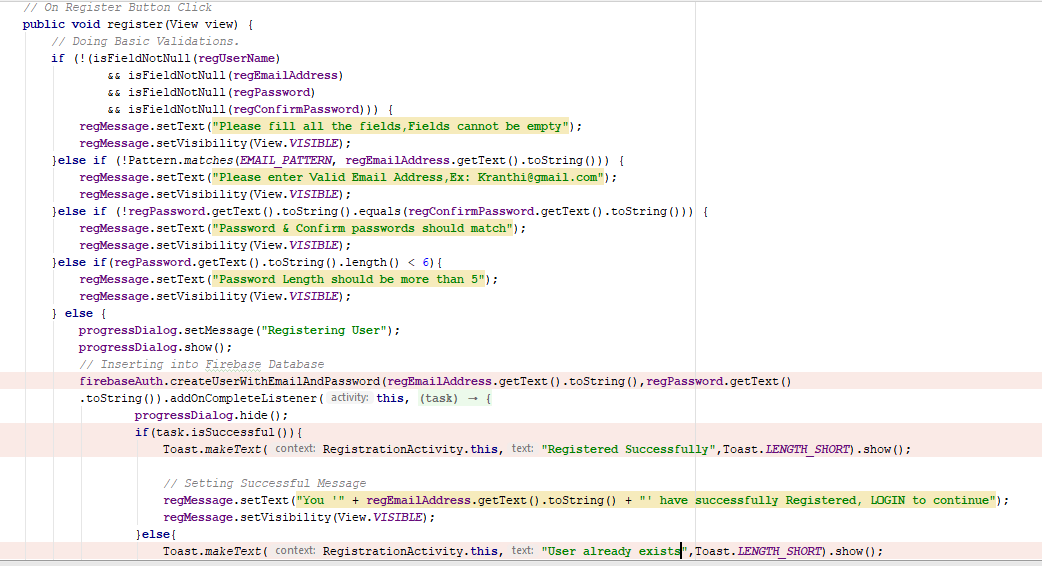 // On Register Button Click
public void register(View view) {
// Doing Basic Validations.
if (!(isFieldNotNull(regUserName)
&& isFieldNotNull(regEmailAddress)
&& isFieldNotNull(regPassword)
&& isFieldNotNull(regConfirmPassword))) {
regMessage.setText("Please fill all the fields,Fields cannot be empty");
regMessage.setVisibility(View.VISIBLE);
}else if (!Pattern.matches(EMAIL_PATTERN, regEmailAddress.getText().toString())) {
regMessage.setText("Please enter Valid Email Address,Ex: Kranthi@gmail.com");
regMessage.setVisibility(View.VISIBLE);
}else if (!regPassword.getText().toString().equals(regConfirmPassword.getText().toString())) {
regMessage.setText("Password & Confirm passwords should match");
regMessage.setVisibility(View.VISIBLE);
}else if(regPassword.getText().toString().length() < 6){
regMessage.setText("Password Length should be more than 5");
regMessage.setVisibility(View.VISIBLE);
} else {
progressDialog.setMessage("Registering User");
progressDialog.show();
// Inserting into Firebase Database
firebaseAuth.createUserWithEmailAndPassword(regEmailAddress.getText().toString(),regPassword.getText()
.toString()).addOnCompleteListener( activity: this, (task) → {
progressDialog.hide();
if(task.isSuccessful()){
Toast.makeText( context: RegistrationActivity.this, text: "Registered Successfully",Toast.LENGTH_SHORT).show();
// Setting Successful Message
regMessage.setText("You '" + regEmailAddress.getText().toString() + "' have successfully Registered, LOGIN to continue");
regMessage.setVisibility(View.VISIBLE);
}else{
Toast.makeText( context: RegistrationActivity.this, text: "User already exists",Toast.LENGTH_SHORT).show();